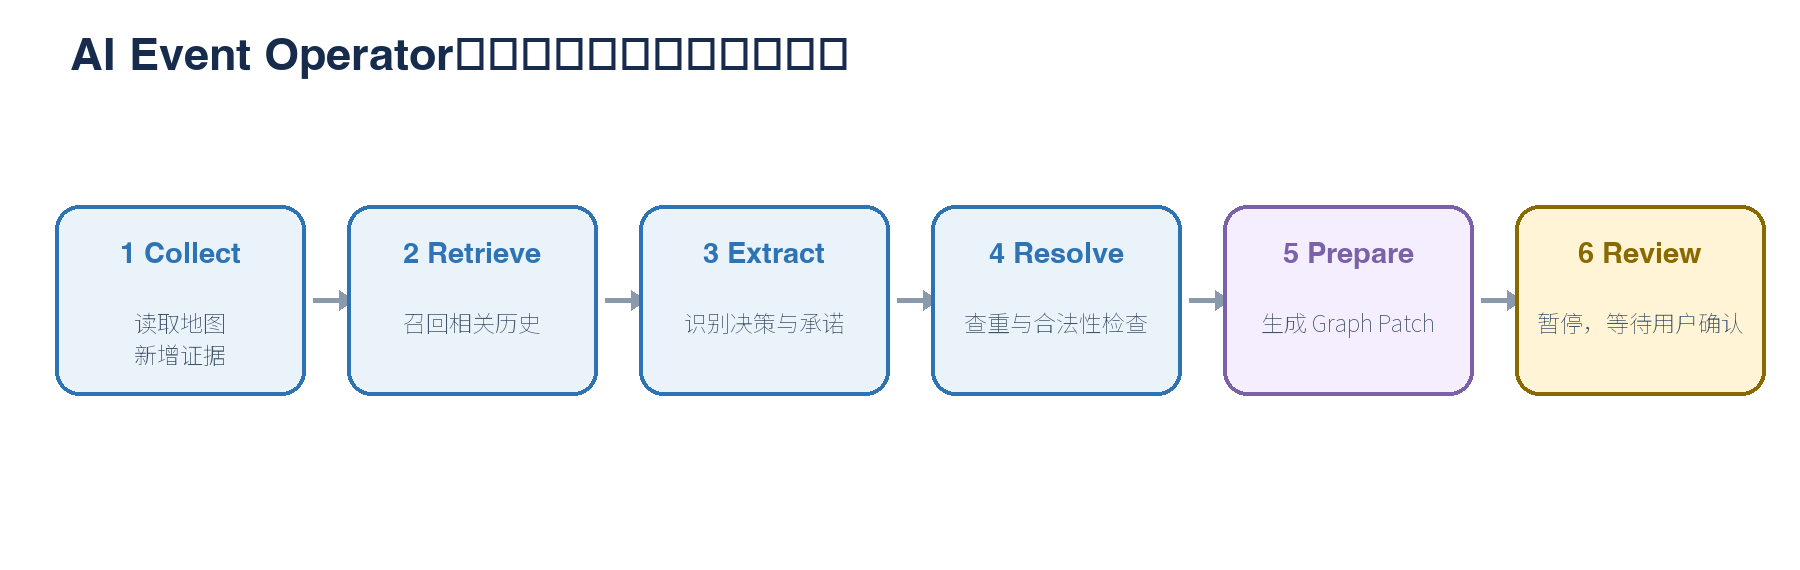 AI Event Operator
1 Collect
读取地图
新增证据
2 Retrieve
召回相关历史
3 Extract
识别决策与承诺
4 Resolve
查重与合法性检查
5 Prepare
生成 Graph Patch
6 Review
暂停，等待用户确认